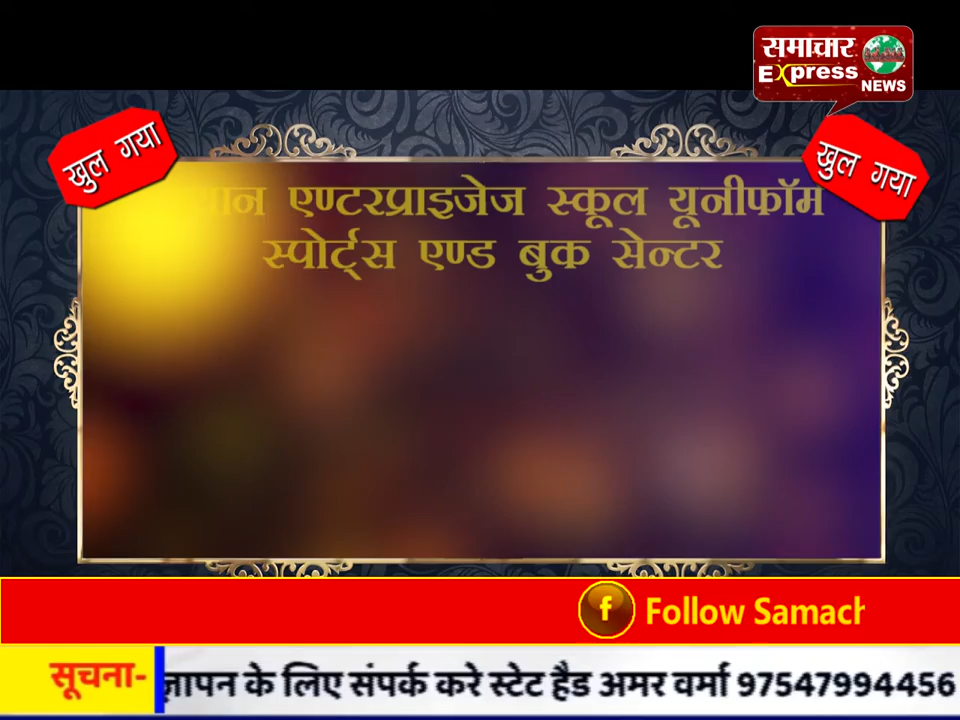 समाचार
Express
NEWS
खुल गया
खुल गया
एण्टरप्राइजेज स्कूल यूनीफॉम
स्पोर्ट्स एण्ड बुक सेन्टर
f Follow Samach
सूचना- ज्ञापन के लिए संपर्क करे स्टेट हैड अमर वर्मा 97547994456